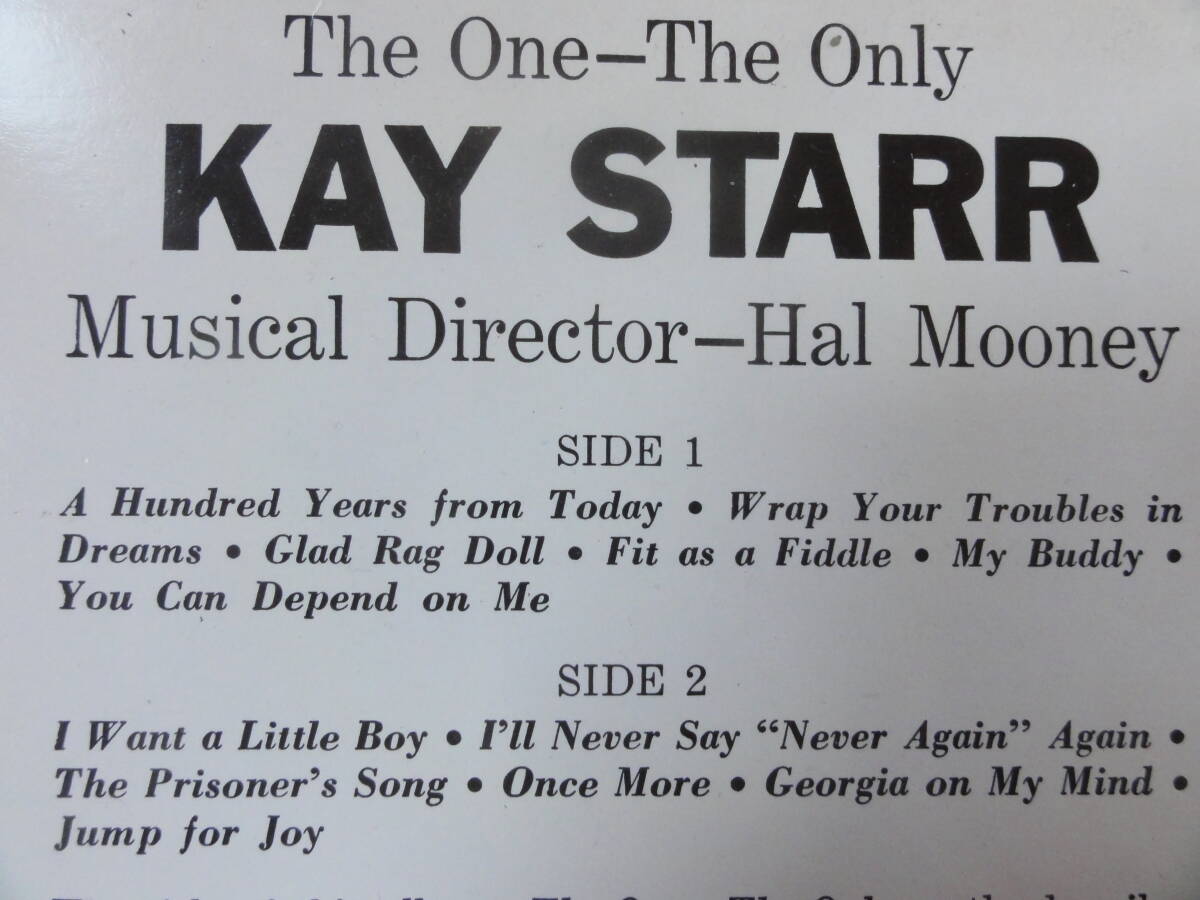 The One—The Only
KAY STARR
Musical Director—Hal Mooney
SIDE 1
A Hundred Years from Today • Wrap Your Troubles in
Dreams • Glad Rag Doll • Fit as a Fiddle • My Buddy •
You Can Depend on Me
SIDE 2
I Want a Little Boy • I'll Never Say “Never Again” Again •
The Prisoner's Song • Once More • Georgia on My Mind •
Jump for Joy